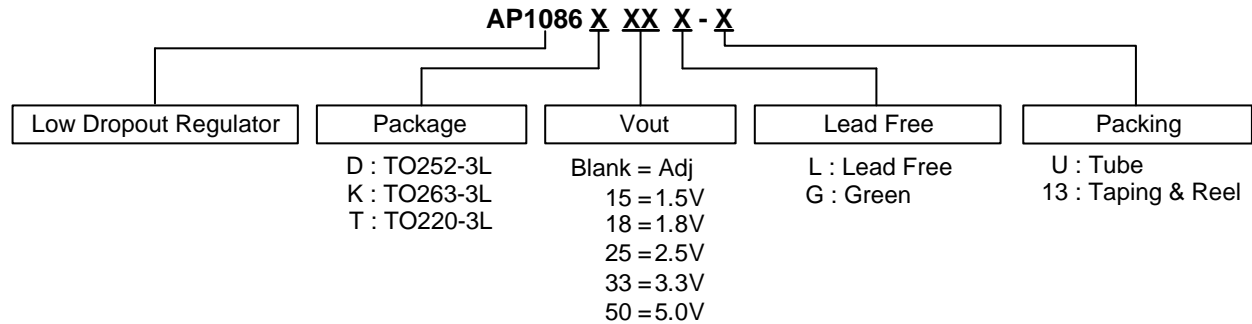 AP1086 X XX X - X
Low Dropout Regulator
Package
Vout
Lead Free
Packing
D : TO252-3L
K : TO263-3L
T : TO220-3L
Blank = Adj
15 = 1.5V
18 = 1.8V
25 = 2.5V
33 = 3.3V
50 = 5.0V
L : Lead Free
G : Green
U : Tube
13 : Taping & Reel